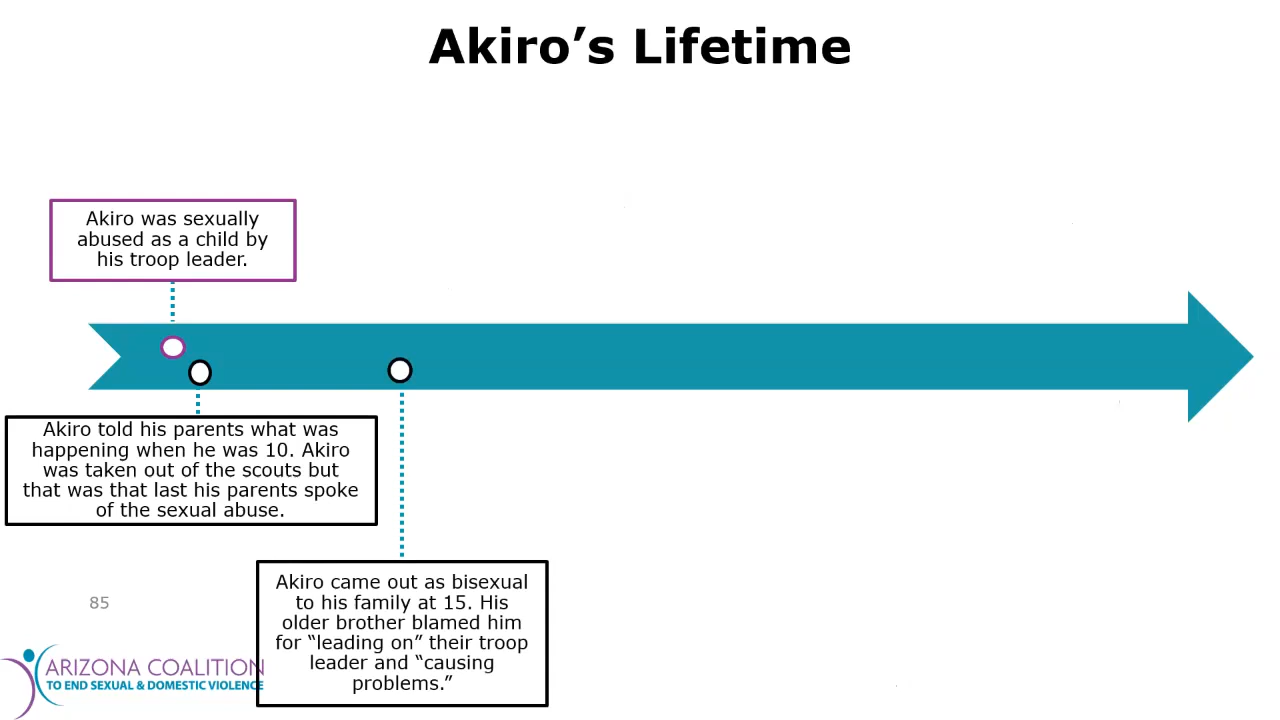 Akiro’s Lifetime
Akiro was sexually
abused as a child by
his troop leader.
Akiro told his parents what was
happening when he was 10. Akiro
was taken out of the scouts but
that was that last his parents spoke
of the sexual abuse.
Akiro came out as bisexual
to his family at 15. His
older brother blamed him
for “leading on” their troop
leader and “causing
problems.”
85
ARIZONA COALITION
TO END SEXUAL & DOMESTIC VIOLENCE